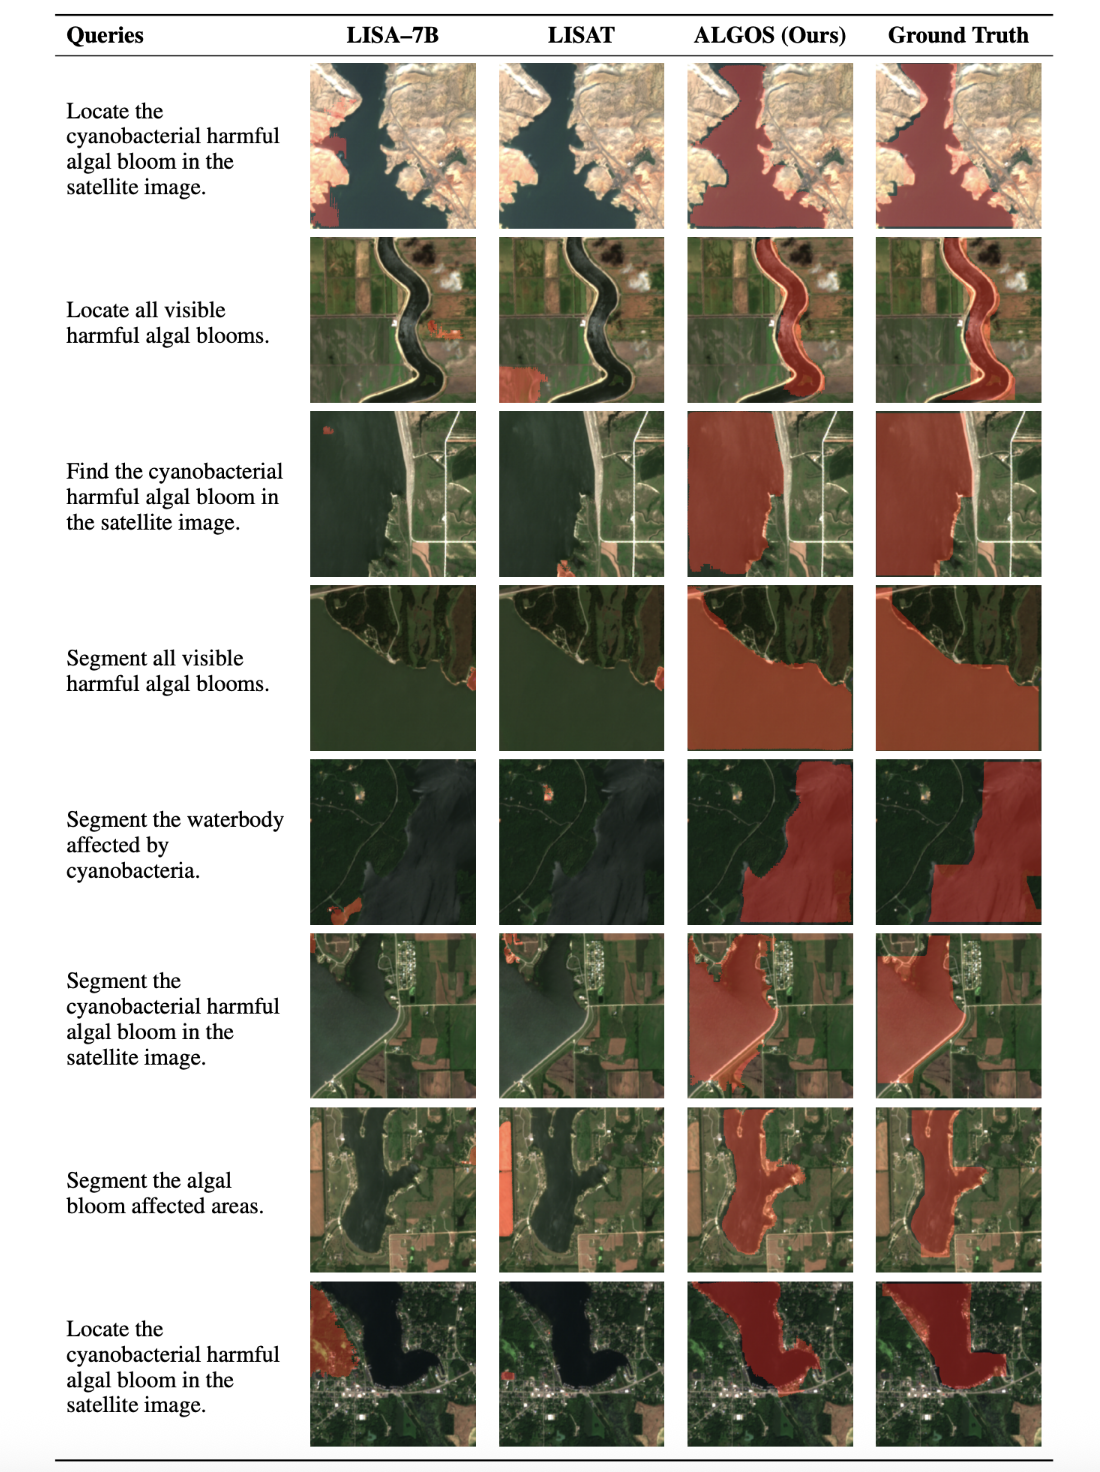 Queries LISA–7B LISAT ALGOS (Ours) Ground Truth
Locate the
cyanobacterial harmful
algal bloom in the
satellite image.
Locate all visible
harmful algal blooms.
Find the cyanobacterial
harmful algal bloom in
the satellite image.
Segment all visible
harmful algal blooms.
Segment the waterbody
affected by
cyanobacteria.
Segment the
cyanobacterial harmful
algal bloom in the
satellite image.
Segment the algal
bloom affected areas.
Locate the
cyanobacterial harmful
algal bloom in the
satellite image.